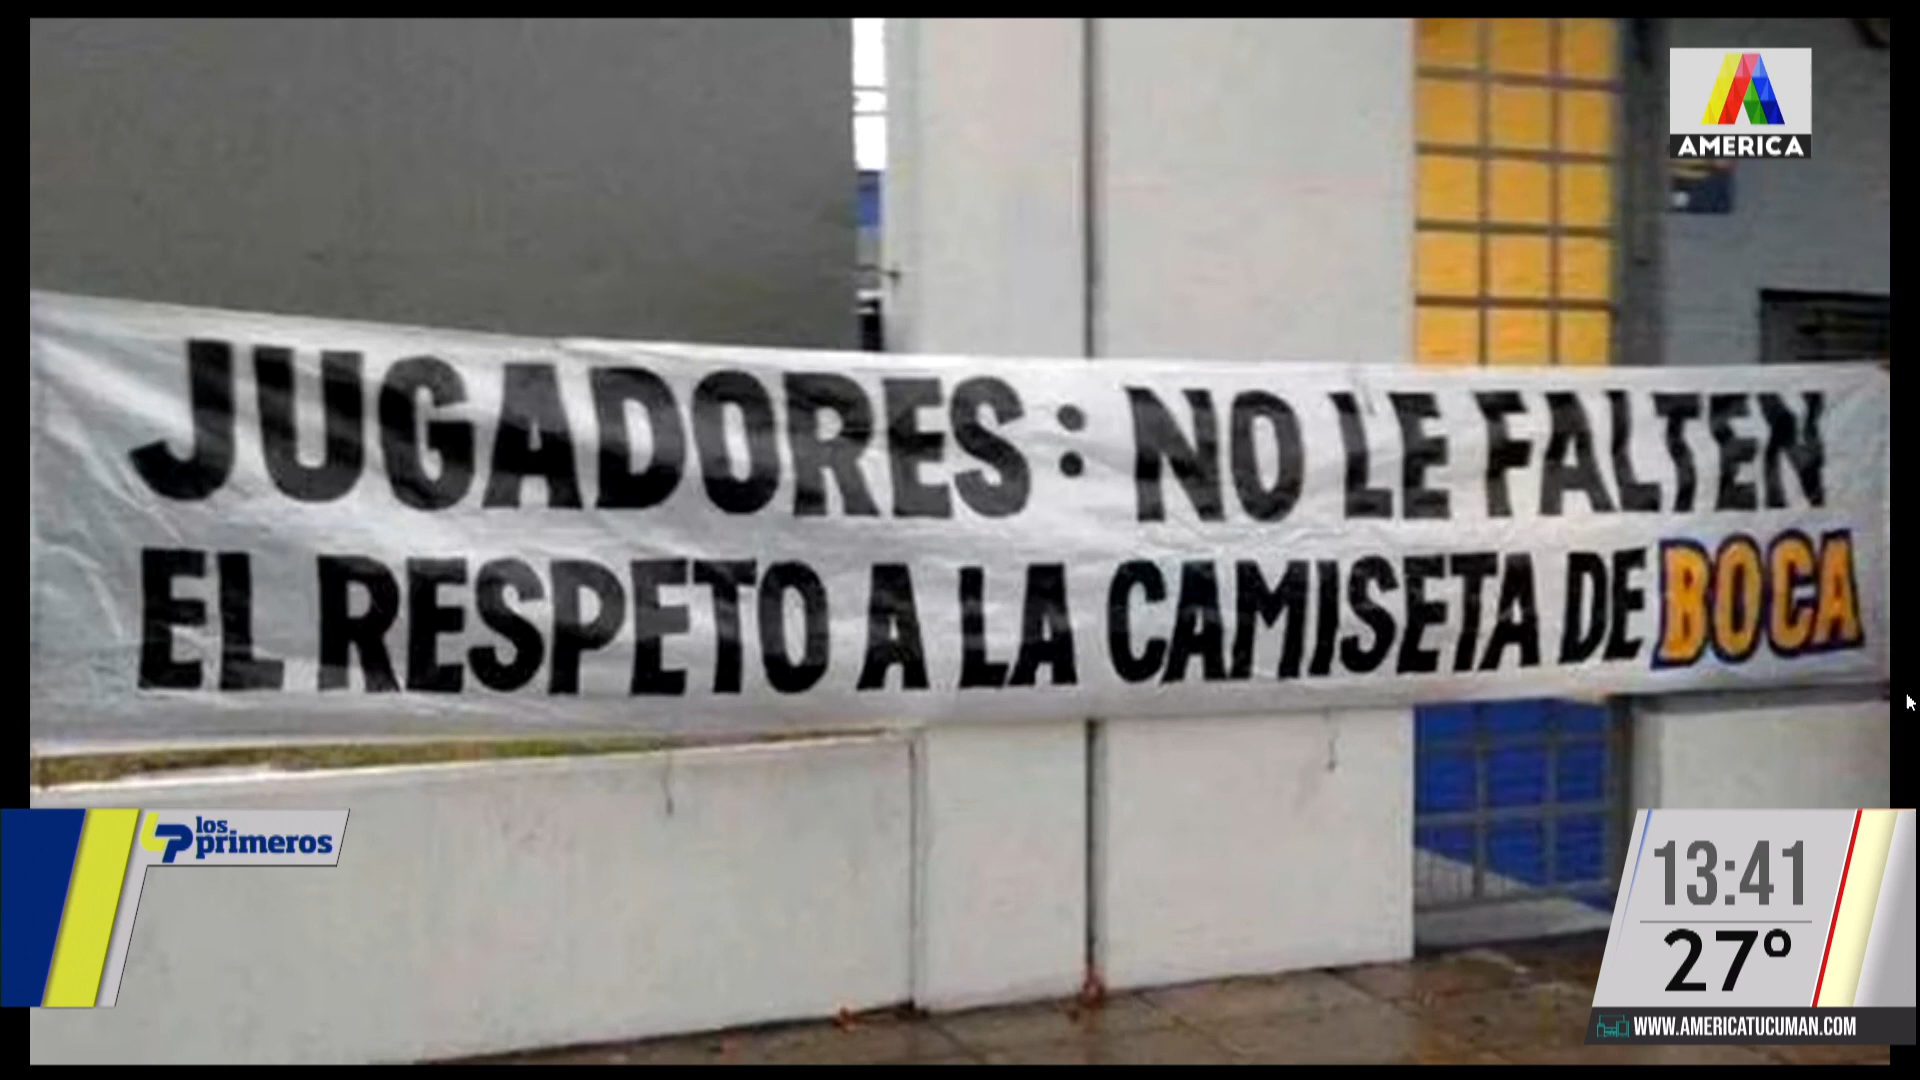 AMERICA
JUGADORES: NO LE FALTEN
EL RESPETO A LA CAMISETA DE BOCA
LP los
primeros
13:41
27°
WWW.AMERICATUCUMAN.COM